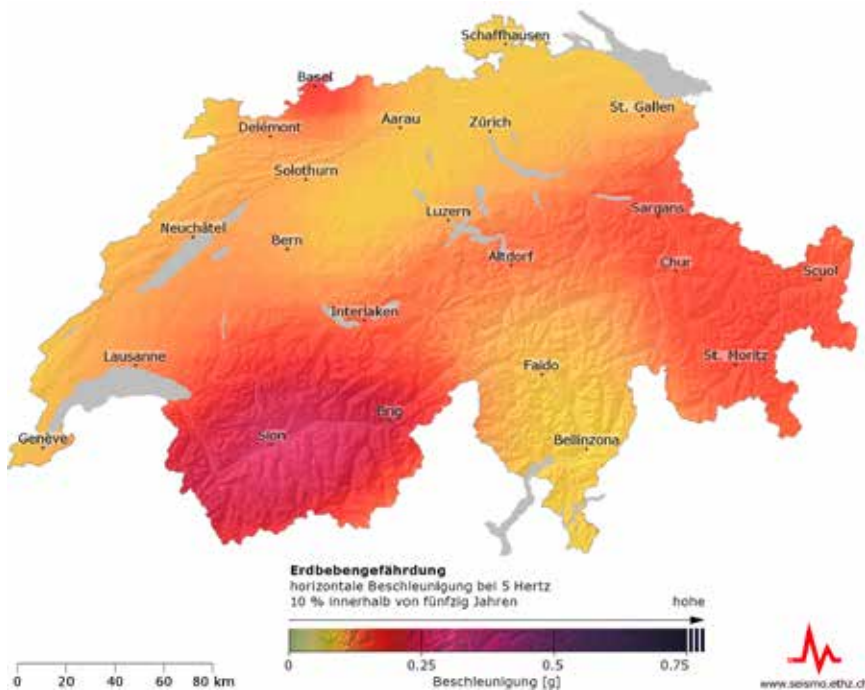 Schaffhausen
Basel
St. Gallen
Aarau
Zürich
Delémont
Solothurn
Luzern
Sargans
Neuchâtel
Bern
Altdorf
Chur
Scuol
Interlaken
Lausanne
Faido
St. Moritz
Brig
Genève
Sion
Bellinzona
Erdbebengefährdung
horizontale Beschleunigung bei 5 Hertz
10 % innerhalb von fünfzig Jahren
hohe
0 0.25 0.5 0.75
Beschleunigung [g]
0 20 40 60 80 km
www.seismo.ethz.c